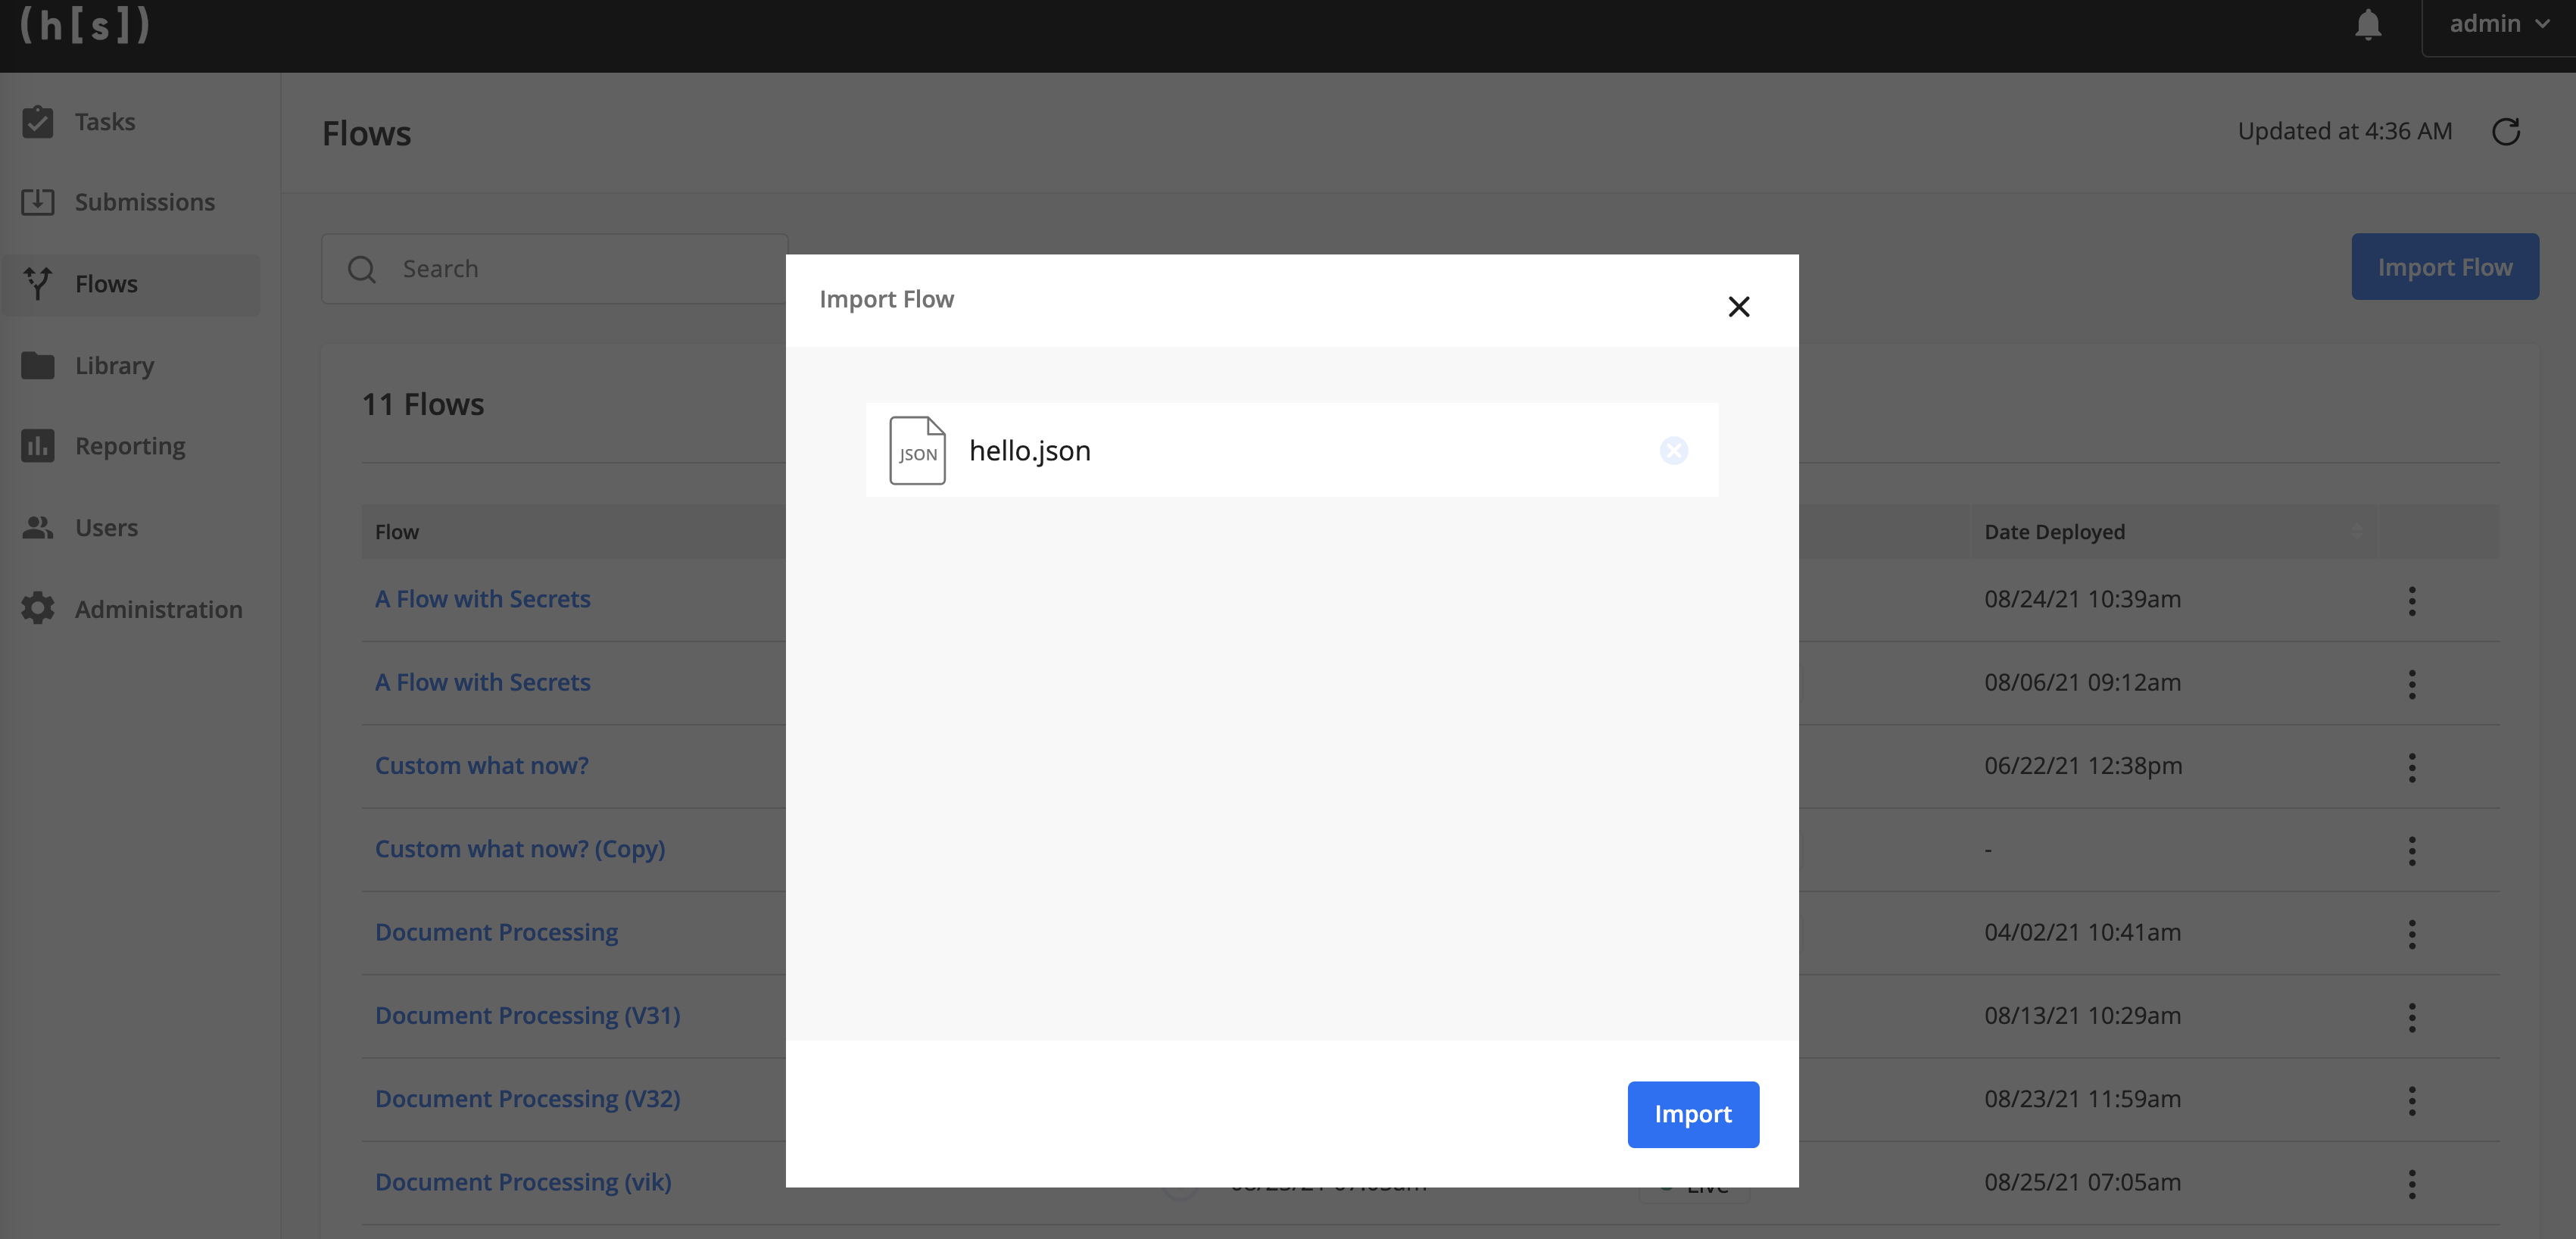 (h[s])
admin
Tasks
Submissions
Flows
Library
Reporting
Users
Administration
Flows
Updated at 4:36 AM
Search
Import Flow
11 Flows
Flow
Date Deployed
A Flow with Secrets
08/24/21 10:39am
A Flow with Secrets
08/06/21 09:12am
Custom what now?
06/22/21 12:38pm
Custom what now? (Copy)
-
Document Processing
04/02/21 10:41am
Document Processing (V31)
08/13/21 10:29am
Document Processing (V32)
08/23/21 11:59am
Document Processing (vik)
Live
08/25/21 07:05am
Import Flow
JSON
hello.json
Import